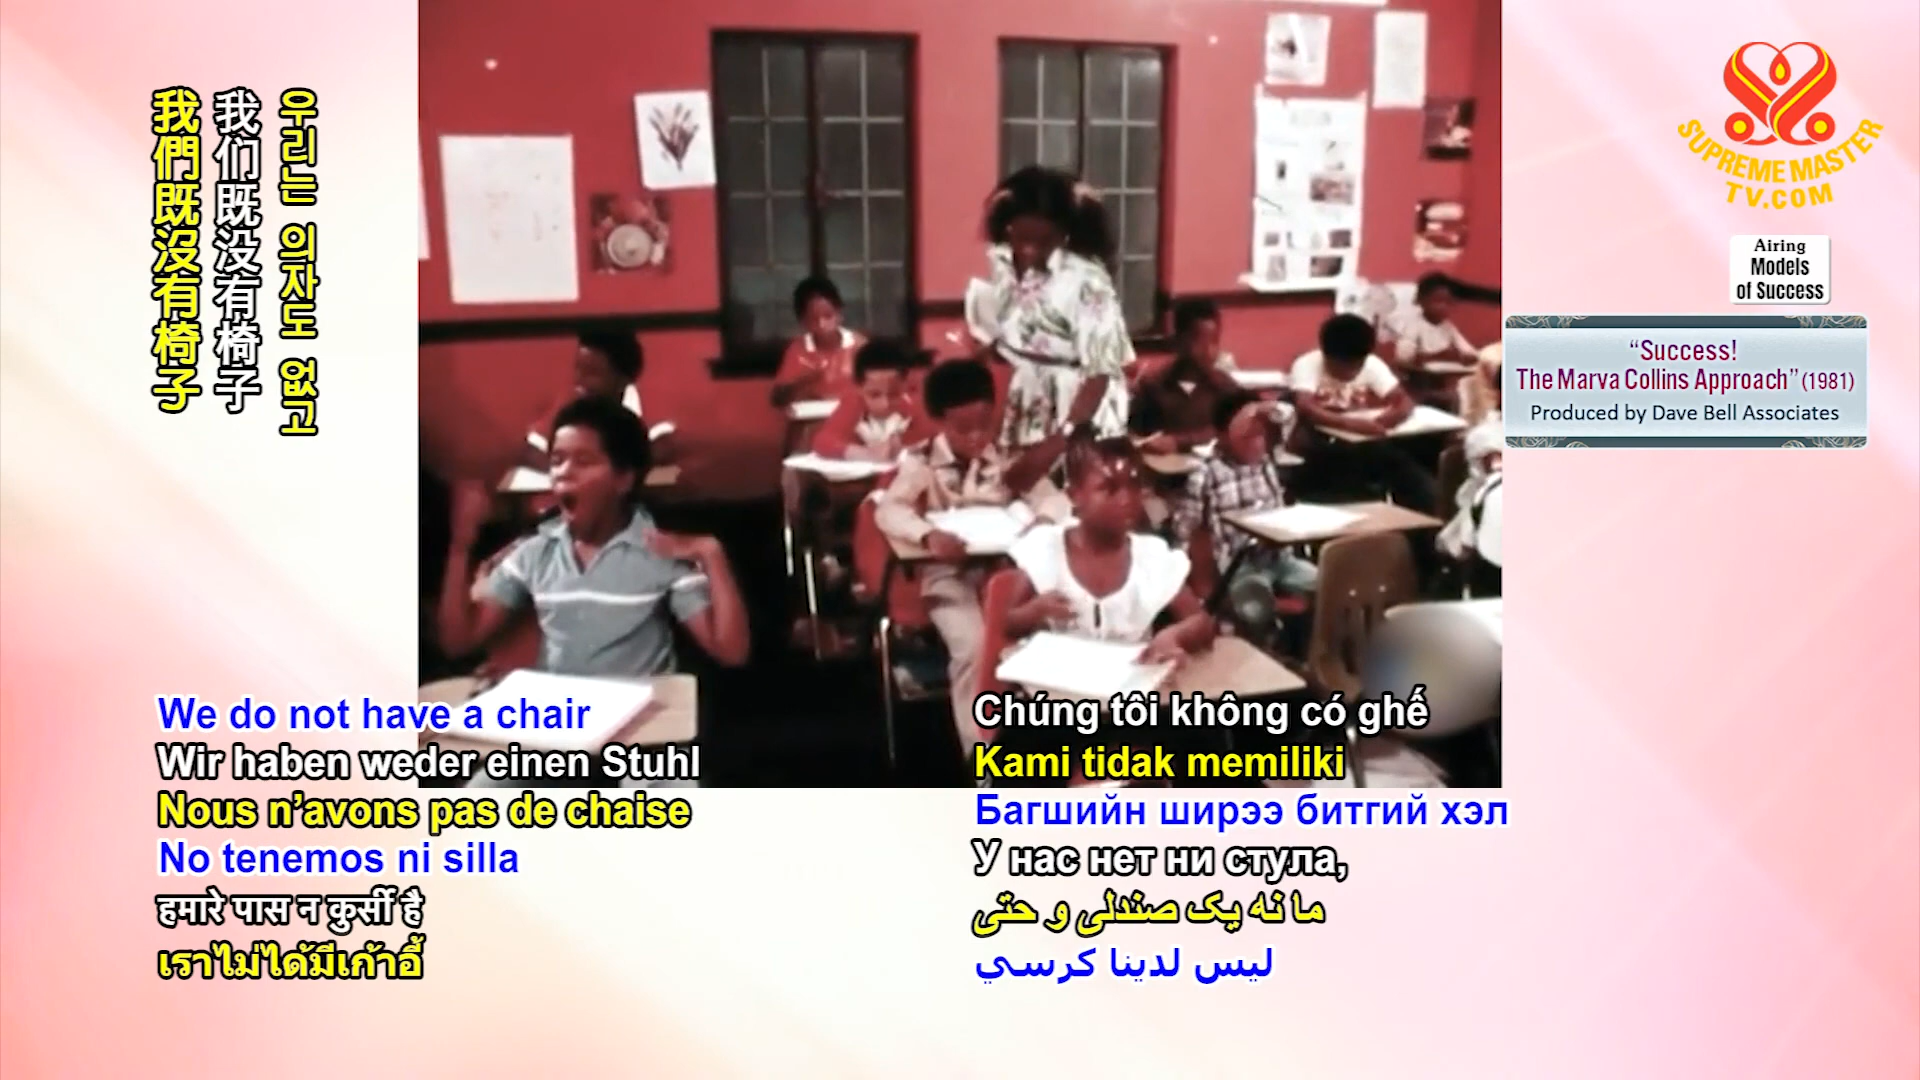 우리는 의자도 없고
我们既没有椅子
我們既沒有椅子
SUPREME MASTER
TV.COM
Airing
Models
of Success
“Success!
The Marva Collins Approach” (1981)
Produced by Dave Bell Associates
We do not have a chair
Wir haben weder einen Stuhl
Nous n’avons pas de chaise
No tenemos ni silla
हमारे पास न कुर्सी है
เราไม่ได้มีเก้าอี้
Chúng tôi không có ghế
Kami tidak memiliki
Багшийн ширээ битгий хэл
У нас нет ни стула,
ما نه یک صندلی و حتی
ليس لدينا كرسي